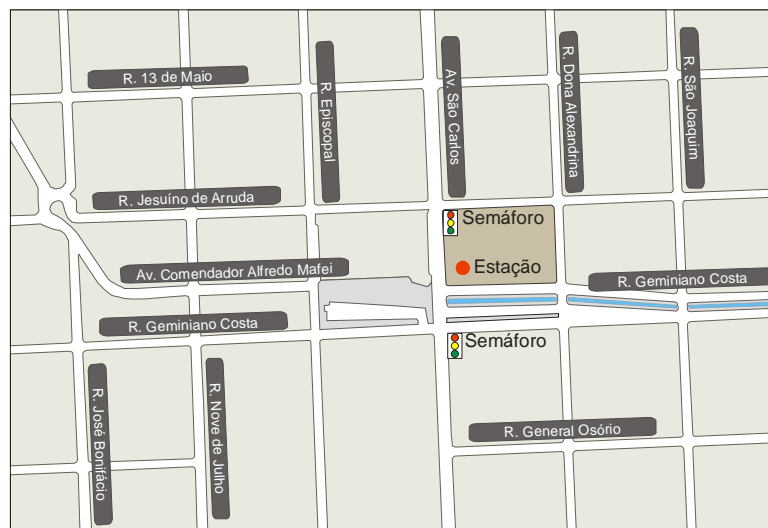 R. 13 de Maio
R. Episcopal
Av. São Carlos
R. Dona Alexandrina
R. São Joaquim
R. Jesuíno de Arruda
Semáforo
Estação
Av. Comendador Alfredo Mafei
R. Geminiano Costa
R. Geminiano Costa
Semáforo
R. José Bonifácio
R. Nove de Julho
R. General Osório